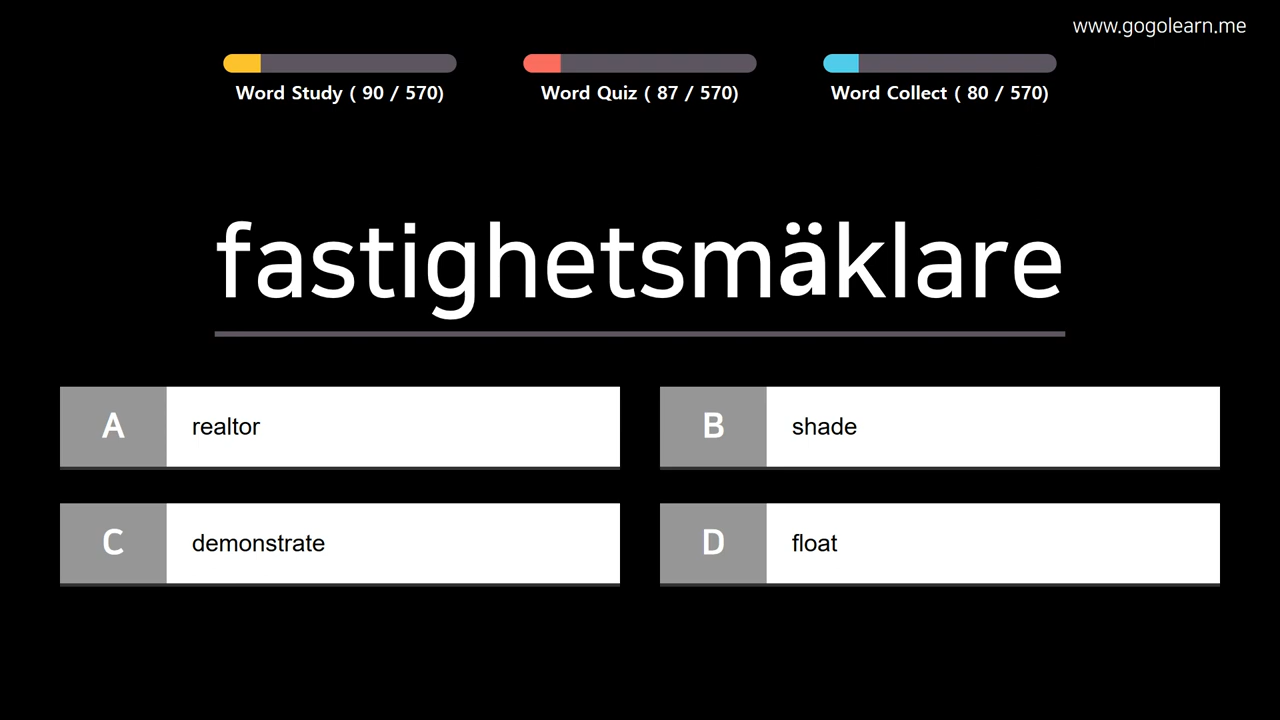 www.gogolearn.me
Word Study ( 90 / 570)
Word Quiz ( 87 / 570)
Word Collect ( 80 / 570)
fastighetsmäklare
A realtor
B shade
C demonstrate
D float